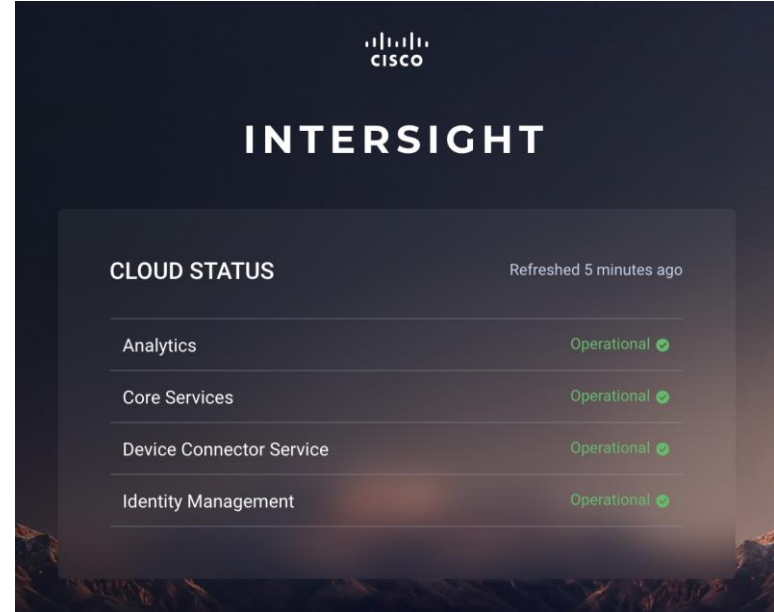 CISCO
INTERSIGHT
CLOUD STATUS Refreshed 5 minutes ago
Analytics Operational
Core Services Operational
Device Connector Service Operational
Identity Management Operational